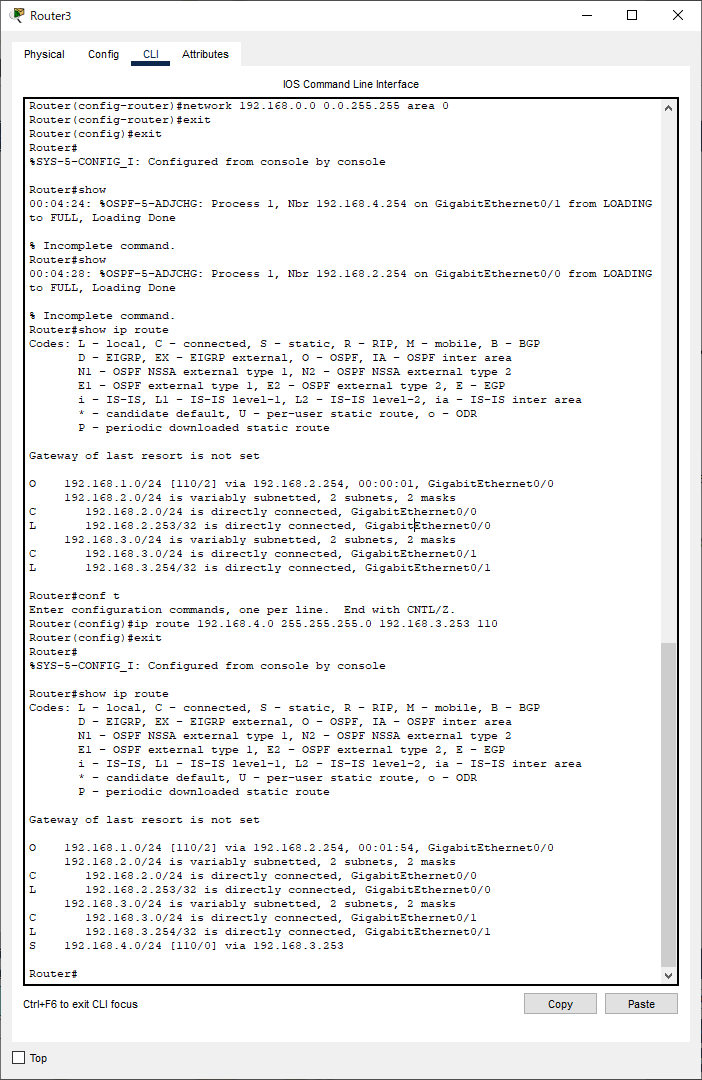 Router3
Physical Config CLI Attributes
IOS Command Line Interface
Router(config-router)#network 192.168.0.0 0.0.255.255 area 0
Router(config-router)#exit
Router(config)#exit
Router#
%SYS-5-CONFIG_I: Configured from console by console
Router#show
00:04:24: %OSPF-5-ADJCHG: Process 1, Nbr 192.168.4.254 on GigabitEthernet0/1 from LOADING
to FULL, Loading Done
% Incomplete command.
Router#show
00:04:28: %OSPF-5-ADJCHG: Process 1, Nbr 192.168.2.254 on GigabitEthernet0/0 from LOADING
to FULL, Loading Done
% Incomplete command.
Router#show ip route
Codes: L - local, C - connected, S - static, R - RIP, M - mobile, B - BGP
D - EIGRP, EX - EIGRP external, O - OSPF, IA - OSPF inter area
N1 - OSPF NSSA external type 1, N2 - OSPF NSSA external type 2
E1 - OSPF external type 1, E2 - OSPF external type 2, E - EGP
i - IS-IS, L1 - IS-IS level-1, L2 - IS-IS level-2, ia - IS-IS inter area
* - candidate default, U - per-user static route, o - ODR
P - periodic downloaded static route
Gateway of last resort is not set
O 192.168.1.0/24 [110/2] via 192.168.2.254, 00:00:01, GigabitEthernet0/0
192.168.2.0/24 is variably subnetted, 2 subnets, 2 masks
C 192.168.2.0/24 is directly connected, GigabitEthernet0/0
L 192.168.2.253/32 is directly connected, GigabitEthernet0/0
192.168.3.0/24 is variably subnetted, 2 subnets, 2 masks
C 192.168.3.0/24 is directly connected, GigabitEthernet0/1
L 192.168.3.254/32 is directly connected, GigabitEthernet0/1
Router#conf t
Enter configuration commands, one per line. End with CNTL/Z.
Router(config)#ip route 192.168.4.0 255.255.255.0 192.168.3.253 110
Router(config)#exit
Router#
%SYS-5-CONFIG_I: Configured from console by console
Router#show ip route
Codes: L - local, C - connected, S - static, R - RIP, M - mobile, B - BGP
D - EIGRP, EX - EIGRP external, O - OSPF, IA - OSPF inter area
N1 - OSPF NSSA external type 1, N2 - OSPF NSSA external type 2
E1 - OSPF external type 1, E2 - OSPF external type 2, E - EGP
i - IS-IS, L1 - IS-IS level-1, L2 - IS-IS level-2, ia - IS-IS inter area
* - candidate default, U - per-user static route, o - ODR
P - periodic downloaded static route
Gateway of last resort is not set
O 192.168.1.0/24 [110/2] via 192.168.2.254, 00:01:54, GigabitEthernet0/0
192.168.2.0/24 is variably subnetted, 2 subnets, 2 masks
C 192.168.2.0/24 is directly connected, GigabitEthernet0/0
L 192.168.2.253/32 is directly connected, GigabitEthernet0/0
192.168.3.0/24 is variably subnetted, 2 subnets, 2 masks
C 192.168.3.0/24 is directly connected, GigabitEthernet0/1
L 192.168.3.254/32 is directly connected, GigabitEthernet0/1
S 192.168.4.0/24 [110/0] via 192.168.3.253
Router#
Ctrl+F6 to exit CLI focus
Copy Paste
Top